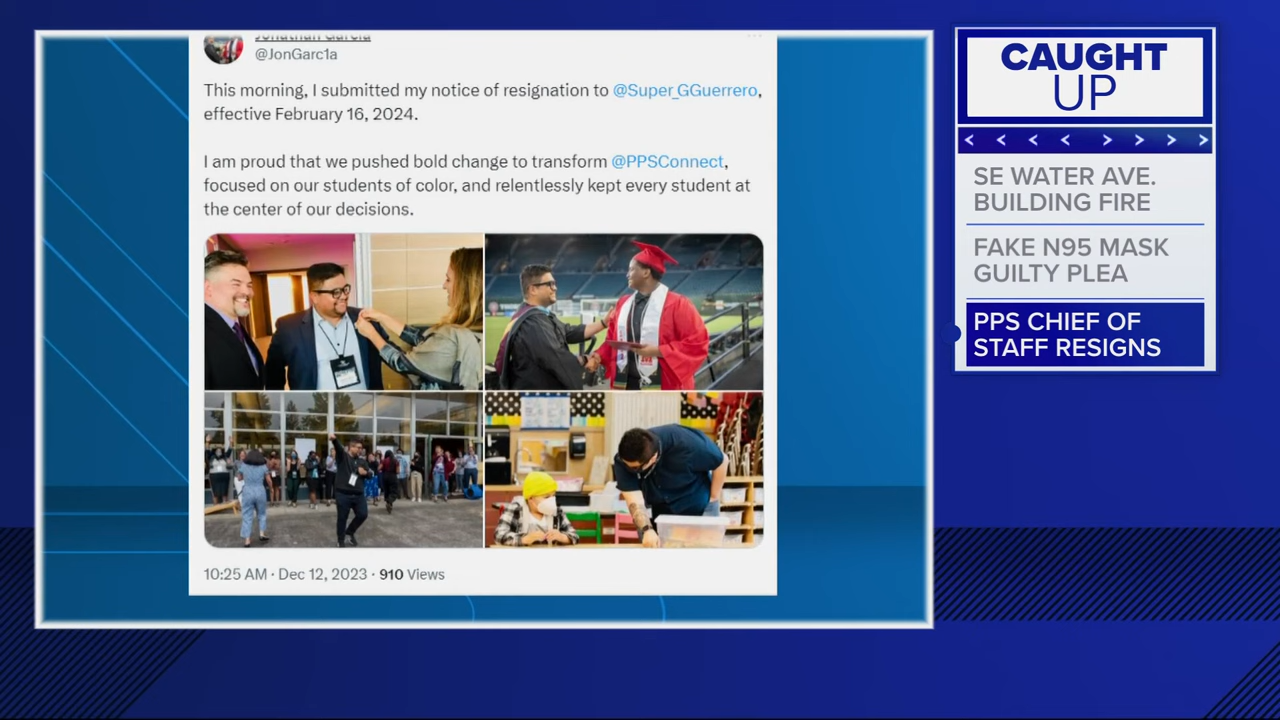 Jonathan Garcia
@JonGarc1a
This morning, I submitted my notice of resignation to @Super_GGuerrero,
effective February 16, 2024.
I am proud that we pushed bold change to transform @PPSConnect,
focused on our students of color, and relentlessly kept every student at
the center of our decisions.
10:25 AM · Dec 12, 2023 · 910 Views
CAUGHT
UP
SE WATER AVE.
BUILDING FIRE
FAKE N95 MASK
GUILTY PLEA
PPS CHIEF OF
STAFF RESIGNS